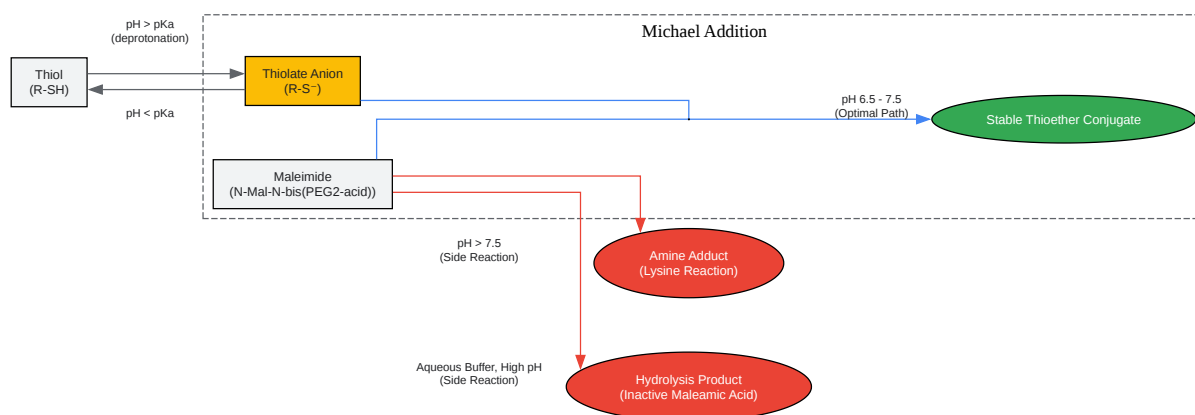 pH > pKa
(deprotonation)
Michael Addition
Thiol
(R-SH)
Thiolate Anion
(R-S⁻)
pH < pKa
pH 6.5 - 7.5
(Optimal Path)
Stable Thioether Conjugate
Maleimide
(N-Mal-N-bis(PEG2-acid))
pH > 7.5
(Side Reaction)
Amine Adduct
(Lysine Reaction)
Aqueous Buffer, High pH
(Side Reaction)
Hydrolysis Product
(Inactive Maleamic Acid)